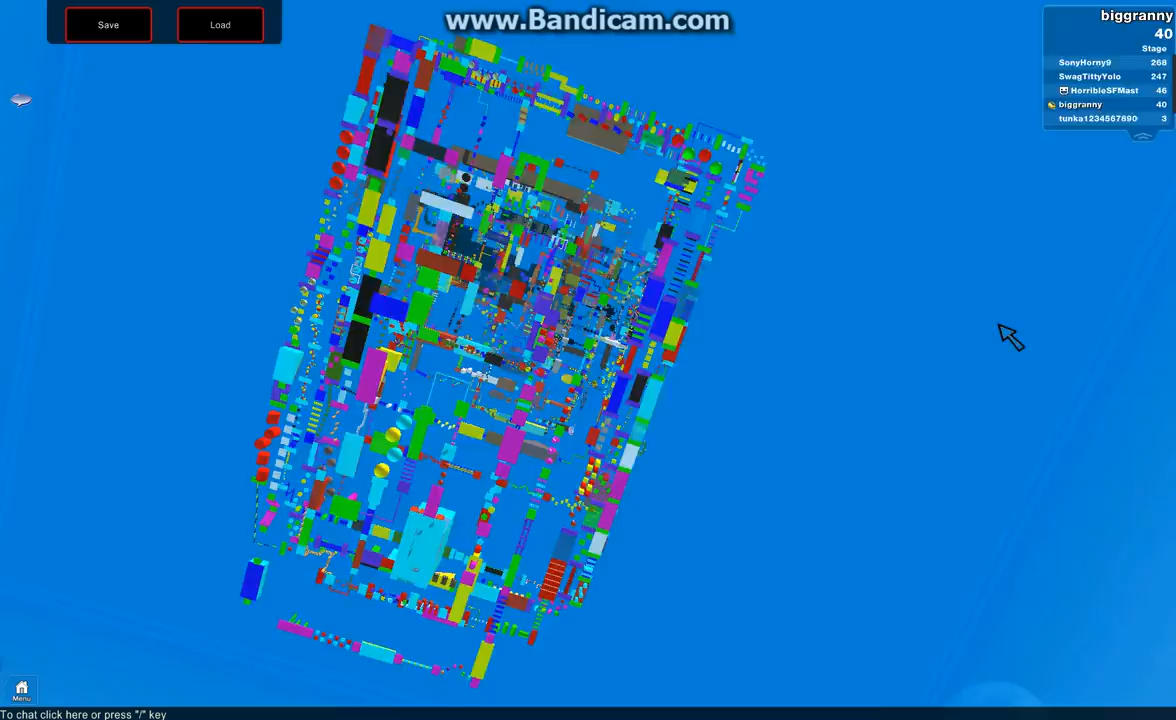 Save
Load
www.Bandicam.com
biggranny
40
Stage
SonyHorny9 268
SwagTittyYolo 247
HorribleSFMast 46
biggranny 40
tunka1234567890 3
Menu
To chat click here or press "/" key